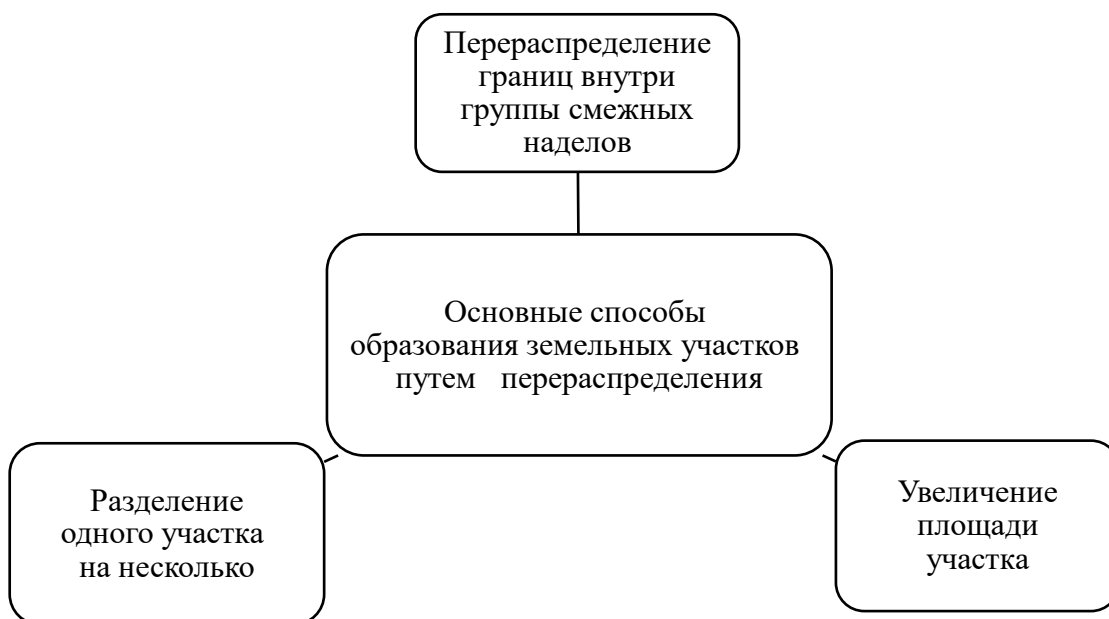 Перераспределение
границ внутри
группы смежных
наделов
Основные способы
образования земельных участков
путем   перераспределения
Разделение
одного участка
на несколько
Увеличение
площади
участка